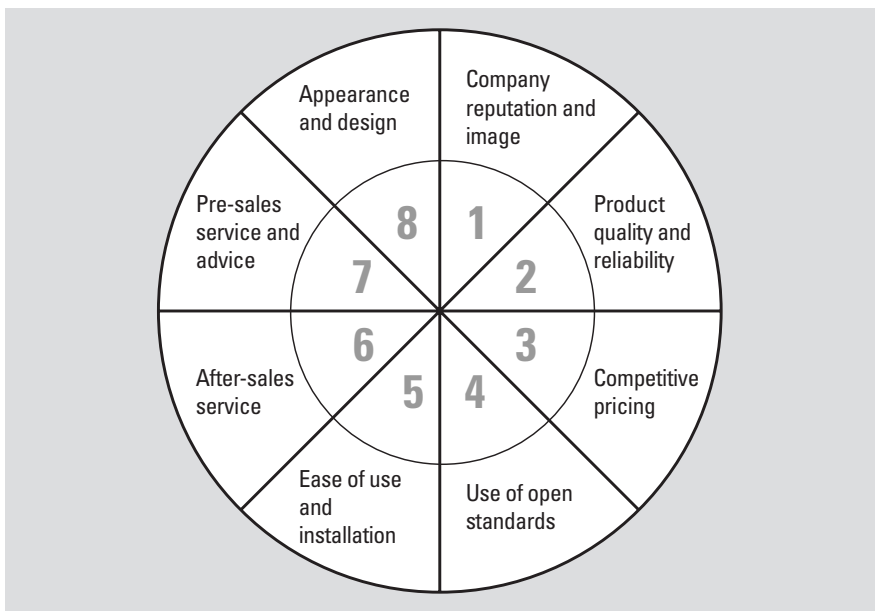 Company
reputation and
image
1
Product
quality and
reliability
2
Competitive
pricing
3
Use of open
standards
4
Ease of use
and
installation
5
After-sales
service
6
Pre-sales
service and
advice
7
Appearance
and design
8